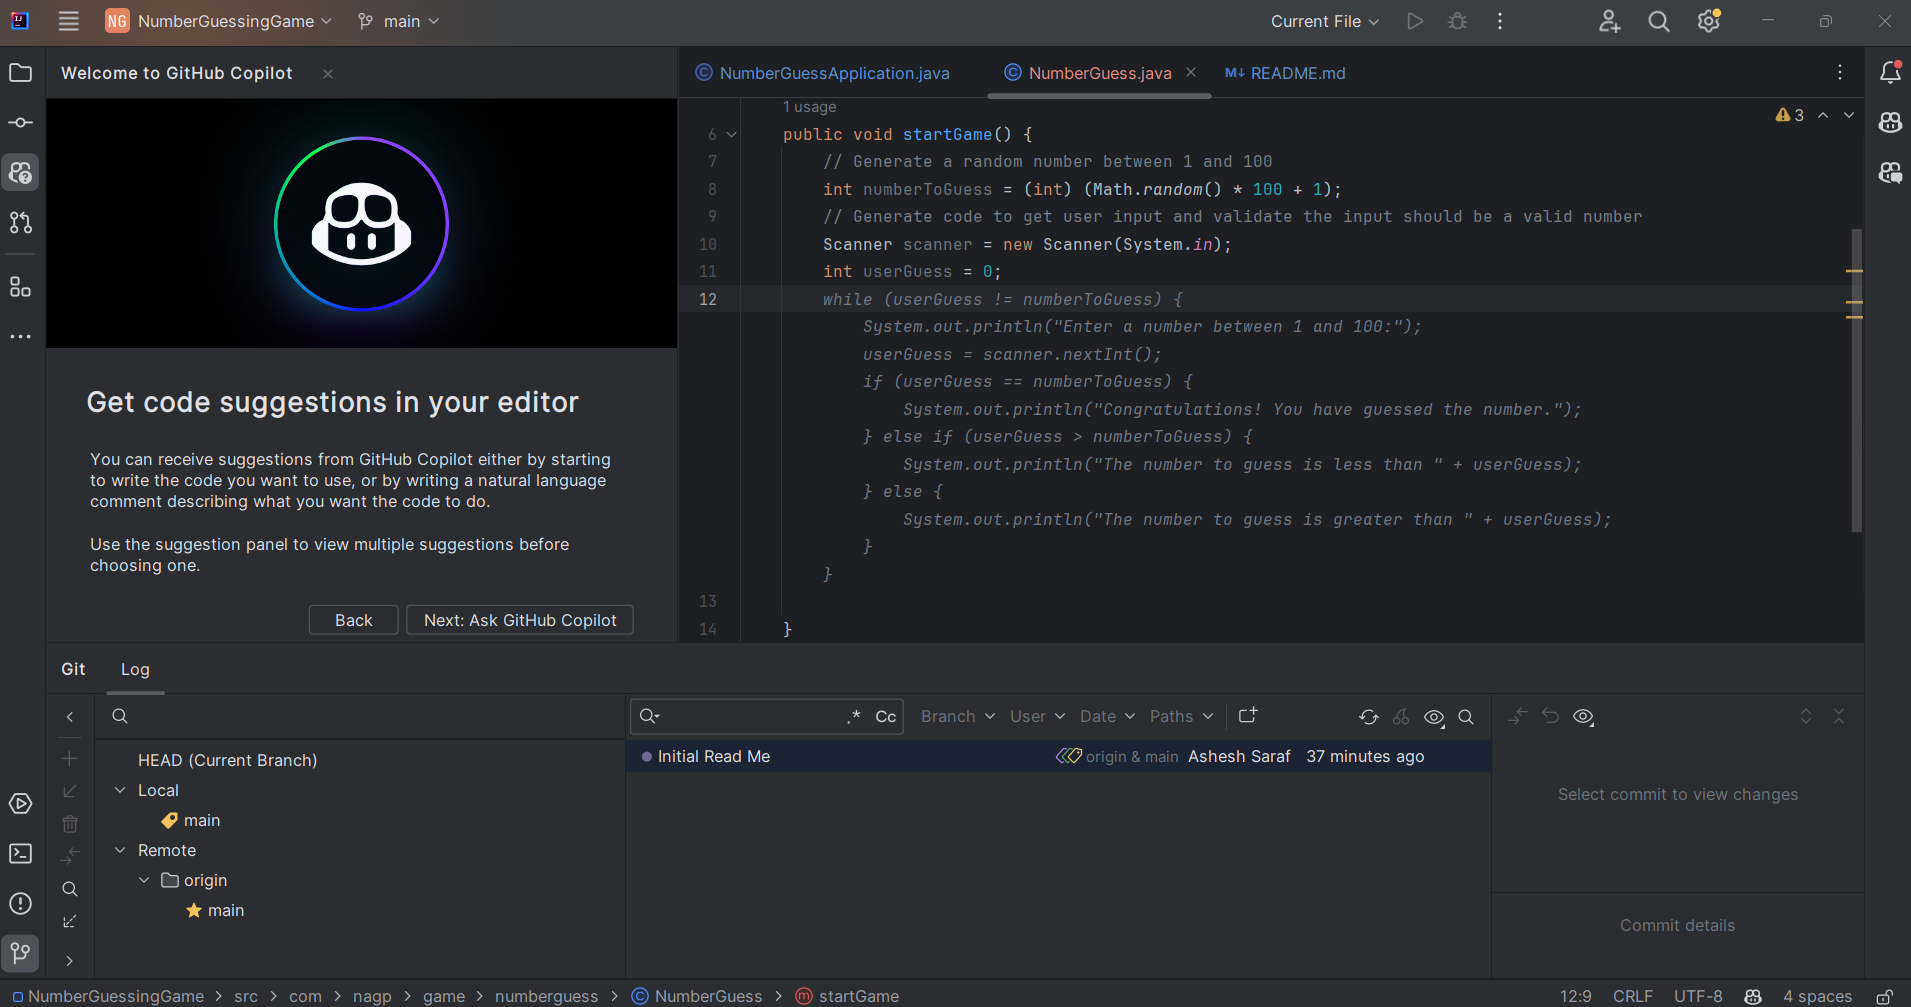 NG NumberGuessingGame main Current File
Welcome to GitHub Copilot
Get code suggestions in your editor
You can receive suggestions from GitHub Copilot either by starting
to write the code you want to use, or by writing a natural language
comment describing what you want the code to do.
Use the suggestion panel to view multiple suggestions before
choosing one.
Back Next: Ask GitHub Copilot
NumberGuessApplication.java NumberGuess.java README.md
1 usage
3
6 public void startGame() {
7 // Generate a random number between 1 and 100
8 int numberToGuess = (int) (Math.random() * 100 + 1);
9 // Generate code to get user input and validate the input should be a valid number
10 Scanner scanner = new Scanner(System.in);
11 int userGuess = 0;
12 while (userGuess != numberToGuess) {
System.out.println("Enter a number between 1 and 100:");
userGuess = scanner.nextInt();
if (userGuess == numberToGuess) {
System.out.println("Congratulations! You have guessed the number.");
} else if (userGuess > numberToGuess) {
System.out.println("The number to guess is less than " + userGuess);
} else {
System.out.println("The number to guess is greater than " + userGuess);
}
}
13
14 }
Git Log
.* Cc Branch User Date Paths
HEAD (Current Branch)
Local
main
Remote
origin
main
Initial Read Me origin & main Ashesh Saraf 37 minutes ago
Select commit to view changes
Commit details
NumberGuessingGame > src > com > nagp > game > numberguess > NumberGuess > startGame 12:9 CRLF UTF-8 4 spaces